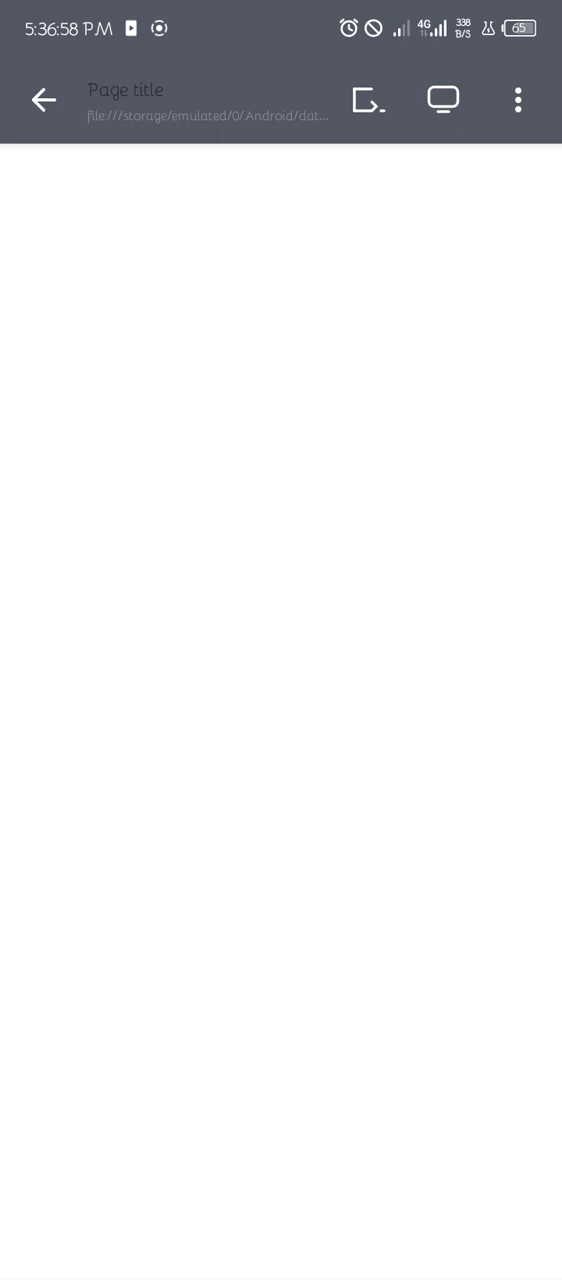 5:36:58 PM
4G
338
B/S
65
Page title
file:///storage/emulated/0/Android/dat...